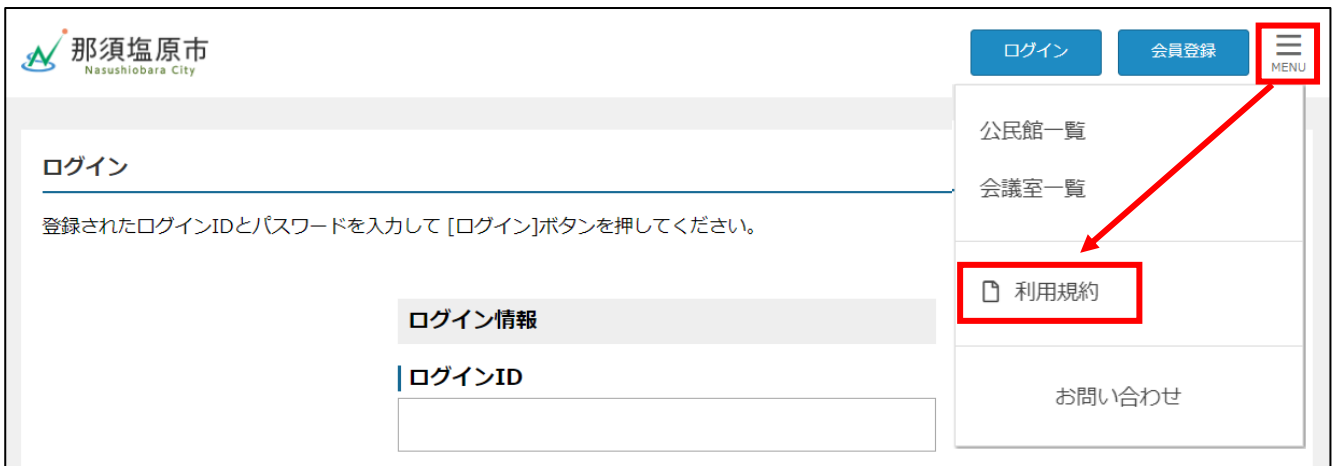 那須塩原市
Nasushiobara City
ログイン
会員登録
MENU
公民館一覧
会議室一覧
利用規約
お問い合わせ
ログイン
登録されたログインIDとパスワードを入力して [ログイン]ボタンを押してください。
ログイン情報
ログインID